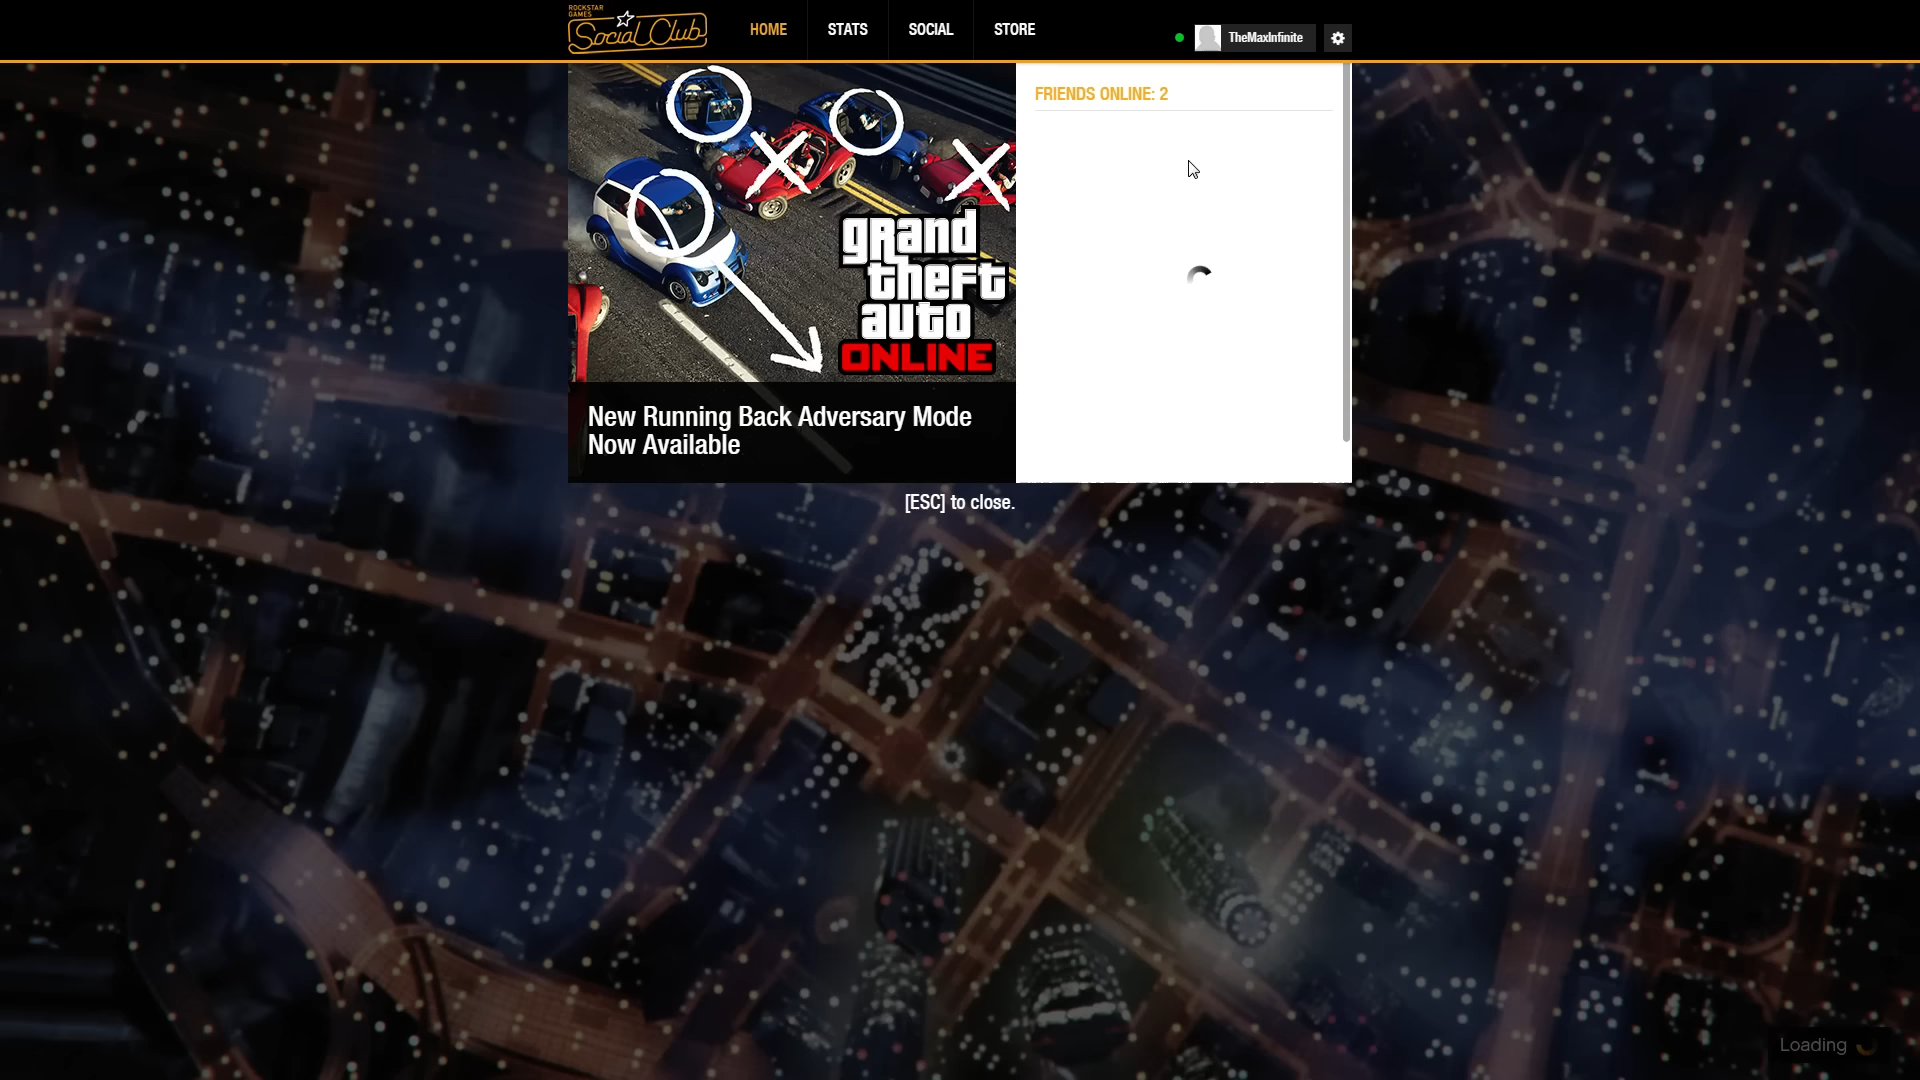 ROCKSTAR
GAMES
Social Club
HOME
STATS
SOCIAL
STORE
TheMaxInfinite
FRIENDS ONLINE: 2
grand
theft
auto
ONLINE
New Running Back Adversary Mode
Now Available
[ESC] to close.
Loading